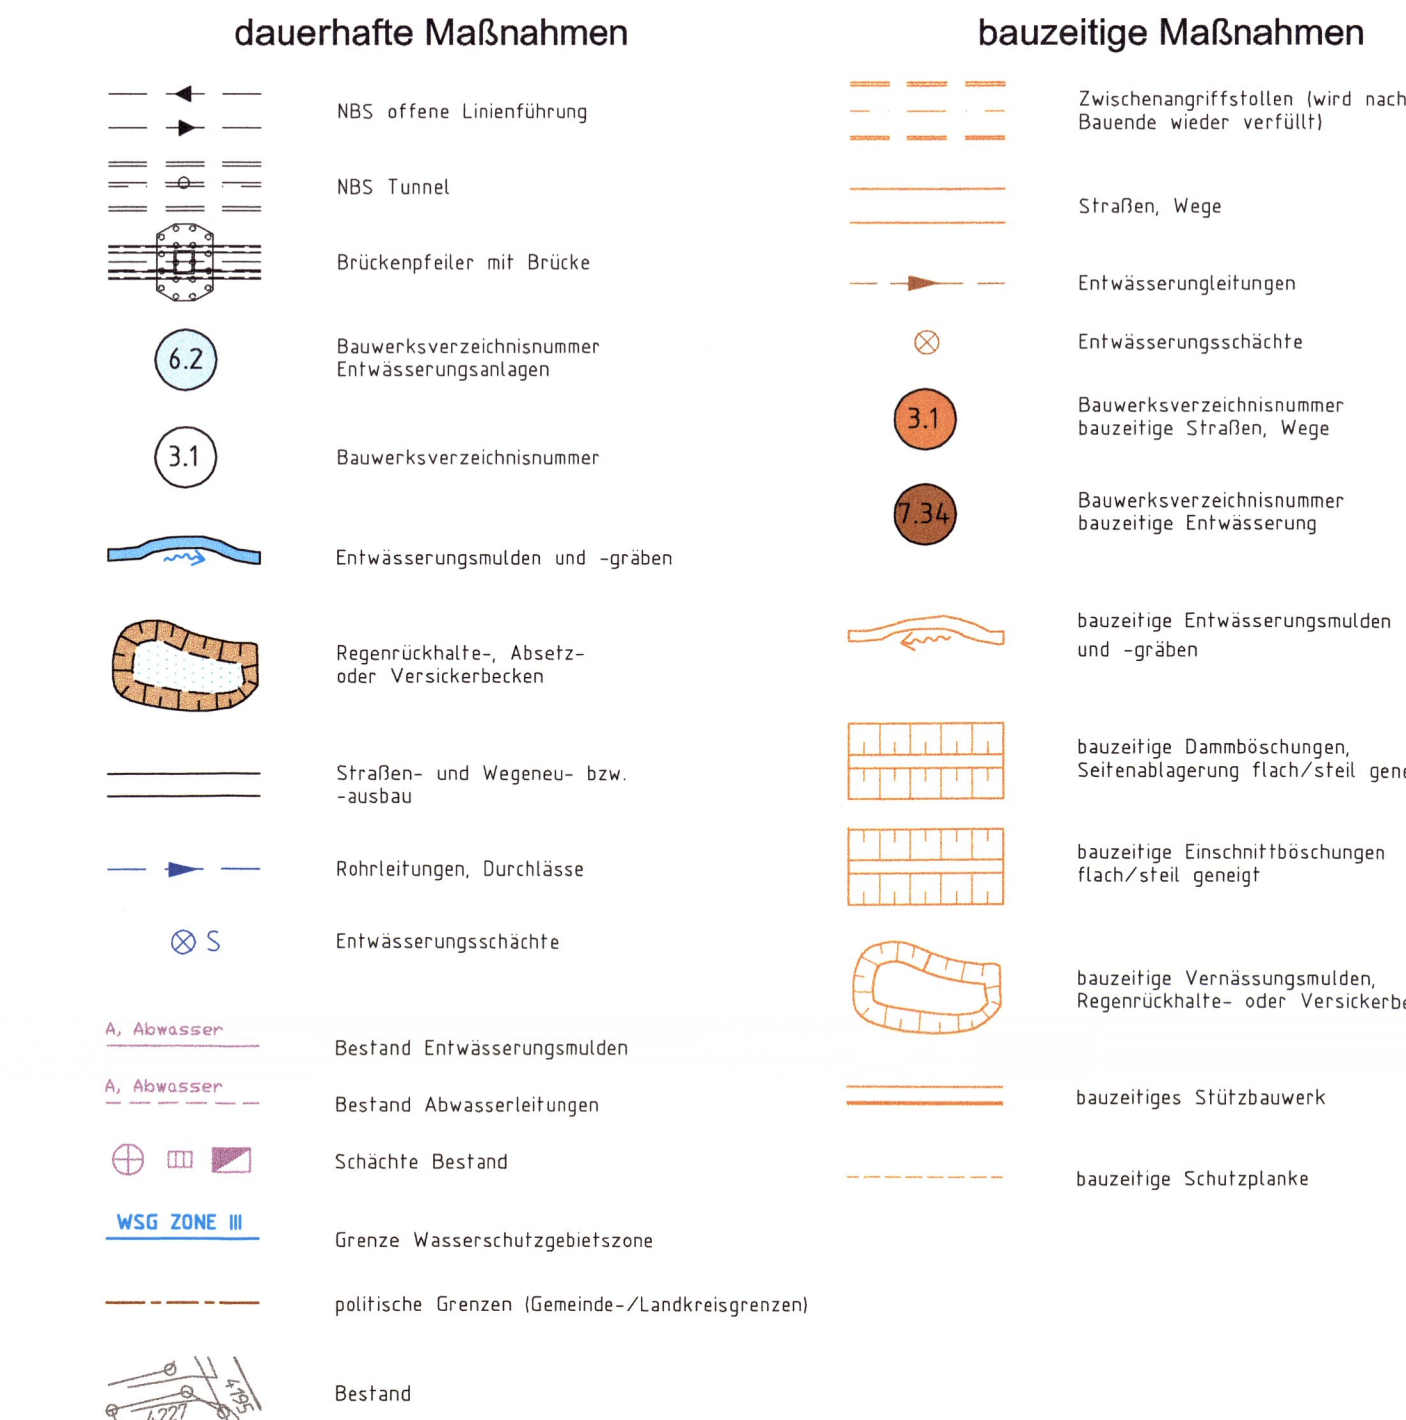 dauerhafte Maßnahmen
NBS offene Linienführung
NBS Tunnel
Brückenpfeiler mit Brücke
6.2
Bauwerksverzeichnisnummer
Entwässerungsanlagen
3.1
Bauwerksverzeichnisnummer
Entwässerungsmulden und -gräben
Regenrückhalte-, Absetz-
oder Versickerbecken
Straßen- und Wegeneu- bzw.
-ausbau
Rohrleitungen, Durchlässe
S
Entwässerungsschächte
A, Abwasser
Bestand Entwässerungsmulden
A, Abwasser
Bestand Abwasserleitungen
Schächte Bestand
WSG ZONE III
Grenze Wasserschutzgebietszone
politische Grenzen (Gemeinde-/Landkreisgrenzen)
4195
4227
Bestand
bauzeitige Maßnahmen
Zwischenangriffstollen (wird nach
Bauende wieder verfüllt)
Straßen, Wege
Entwässerungleitungen
Entwässerungsschächte
3.1
Bauwerksverzeichnisnummer
bauzeitige Straßen, Wege
7.34
Bauwerksverzeichnisnummer
bauzeitige Entwässerung
bauzeitige Entwässerungsmulden
und -gräben
bauzeitige Dammböschungen,
Seitenablagerung flach/steil gene
bauzeitige Einschnittböschungen
flach/steil geneigt
bauzeitige Vernässungsmulden,
Regenrückhalte- oder Versickerbe
bauzeitiges Stützbauwerk
bauzeitige Schutzplanke